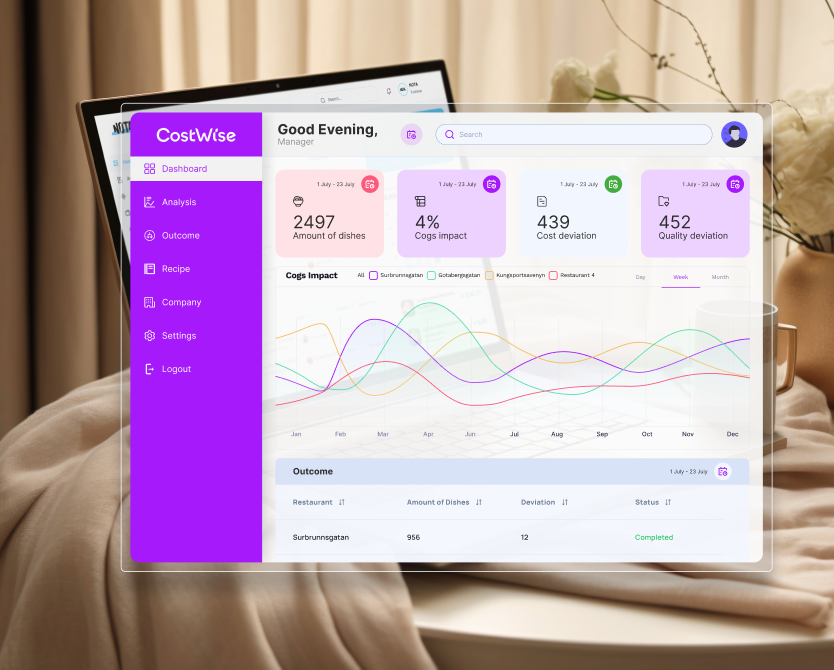 NOTA
CostWise
Good Evening,
Manager
Search
Dashboard
Analysis
Outcome
Recipe
Company
Settings
Logout
1 July - 23 July
2497
Amount of dishes
1 July - 23 July
4%
Cogs impact
1 July - 23 July
439
Cost deviation
1 July - 23 July
452
Quality deviation
Cogs Impact
All Surbrunnsgatan Gotabergsgatan Kungsportsavenyn Restaurant 4
Day Week Month
Jan Feb Mar Apr Jun Jul Aug Sep Oct Nov Dec
Outcome
1 July - 23 July
Restaurant Amount of Dishes Deviation Status
Surbrunnsgatan 956 12 Completed